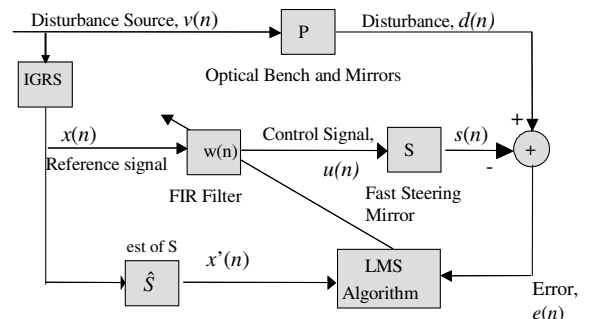 Disturbance Source, v(n)
P
Disturbance, d(n)
IGRS
Optical Bench and Mirrors
+
x(n)
Control Signal,
s(n)
w(n)
S
+
Reference signal
u(n)
-
FIR Filter
Fast Steering
Mirror
est of S
x'(n)
Ŝ
LMS
Algorithm
Error,
e(n)